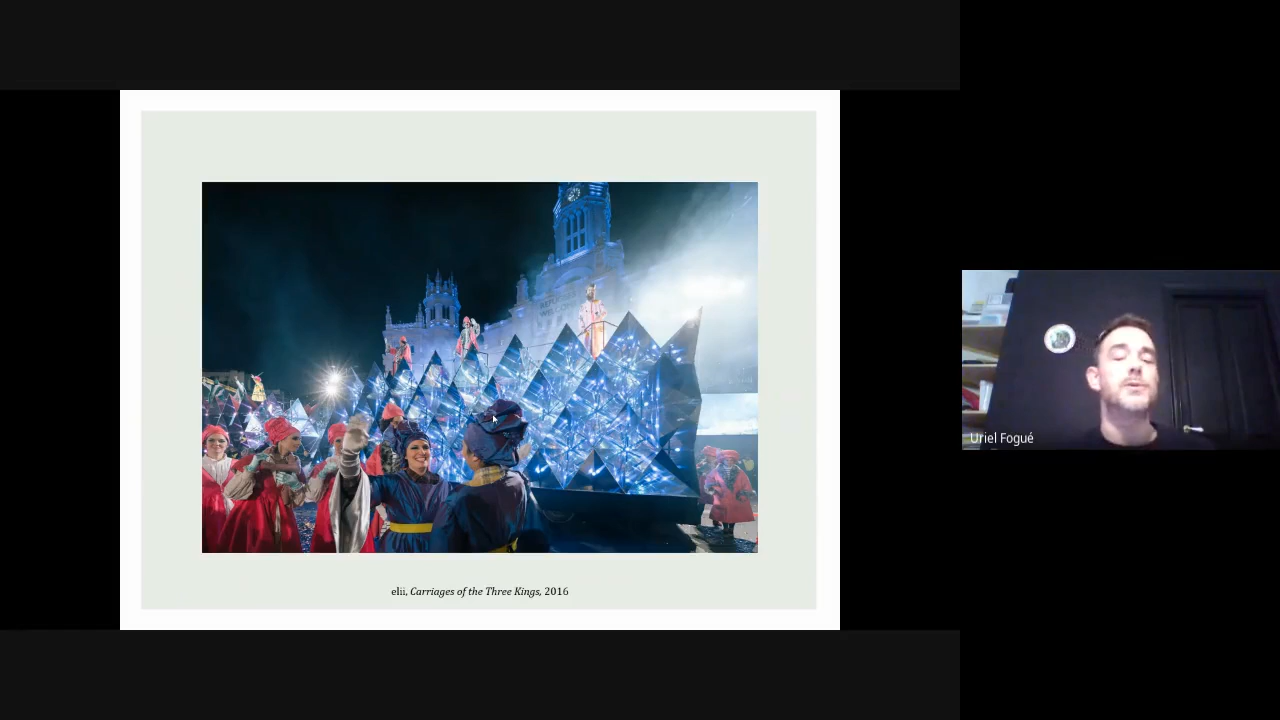 elii, Carriages of the Three Kings, 2016
Uriel Fogué